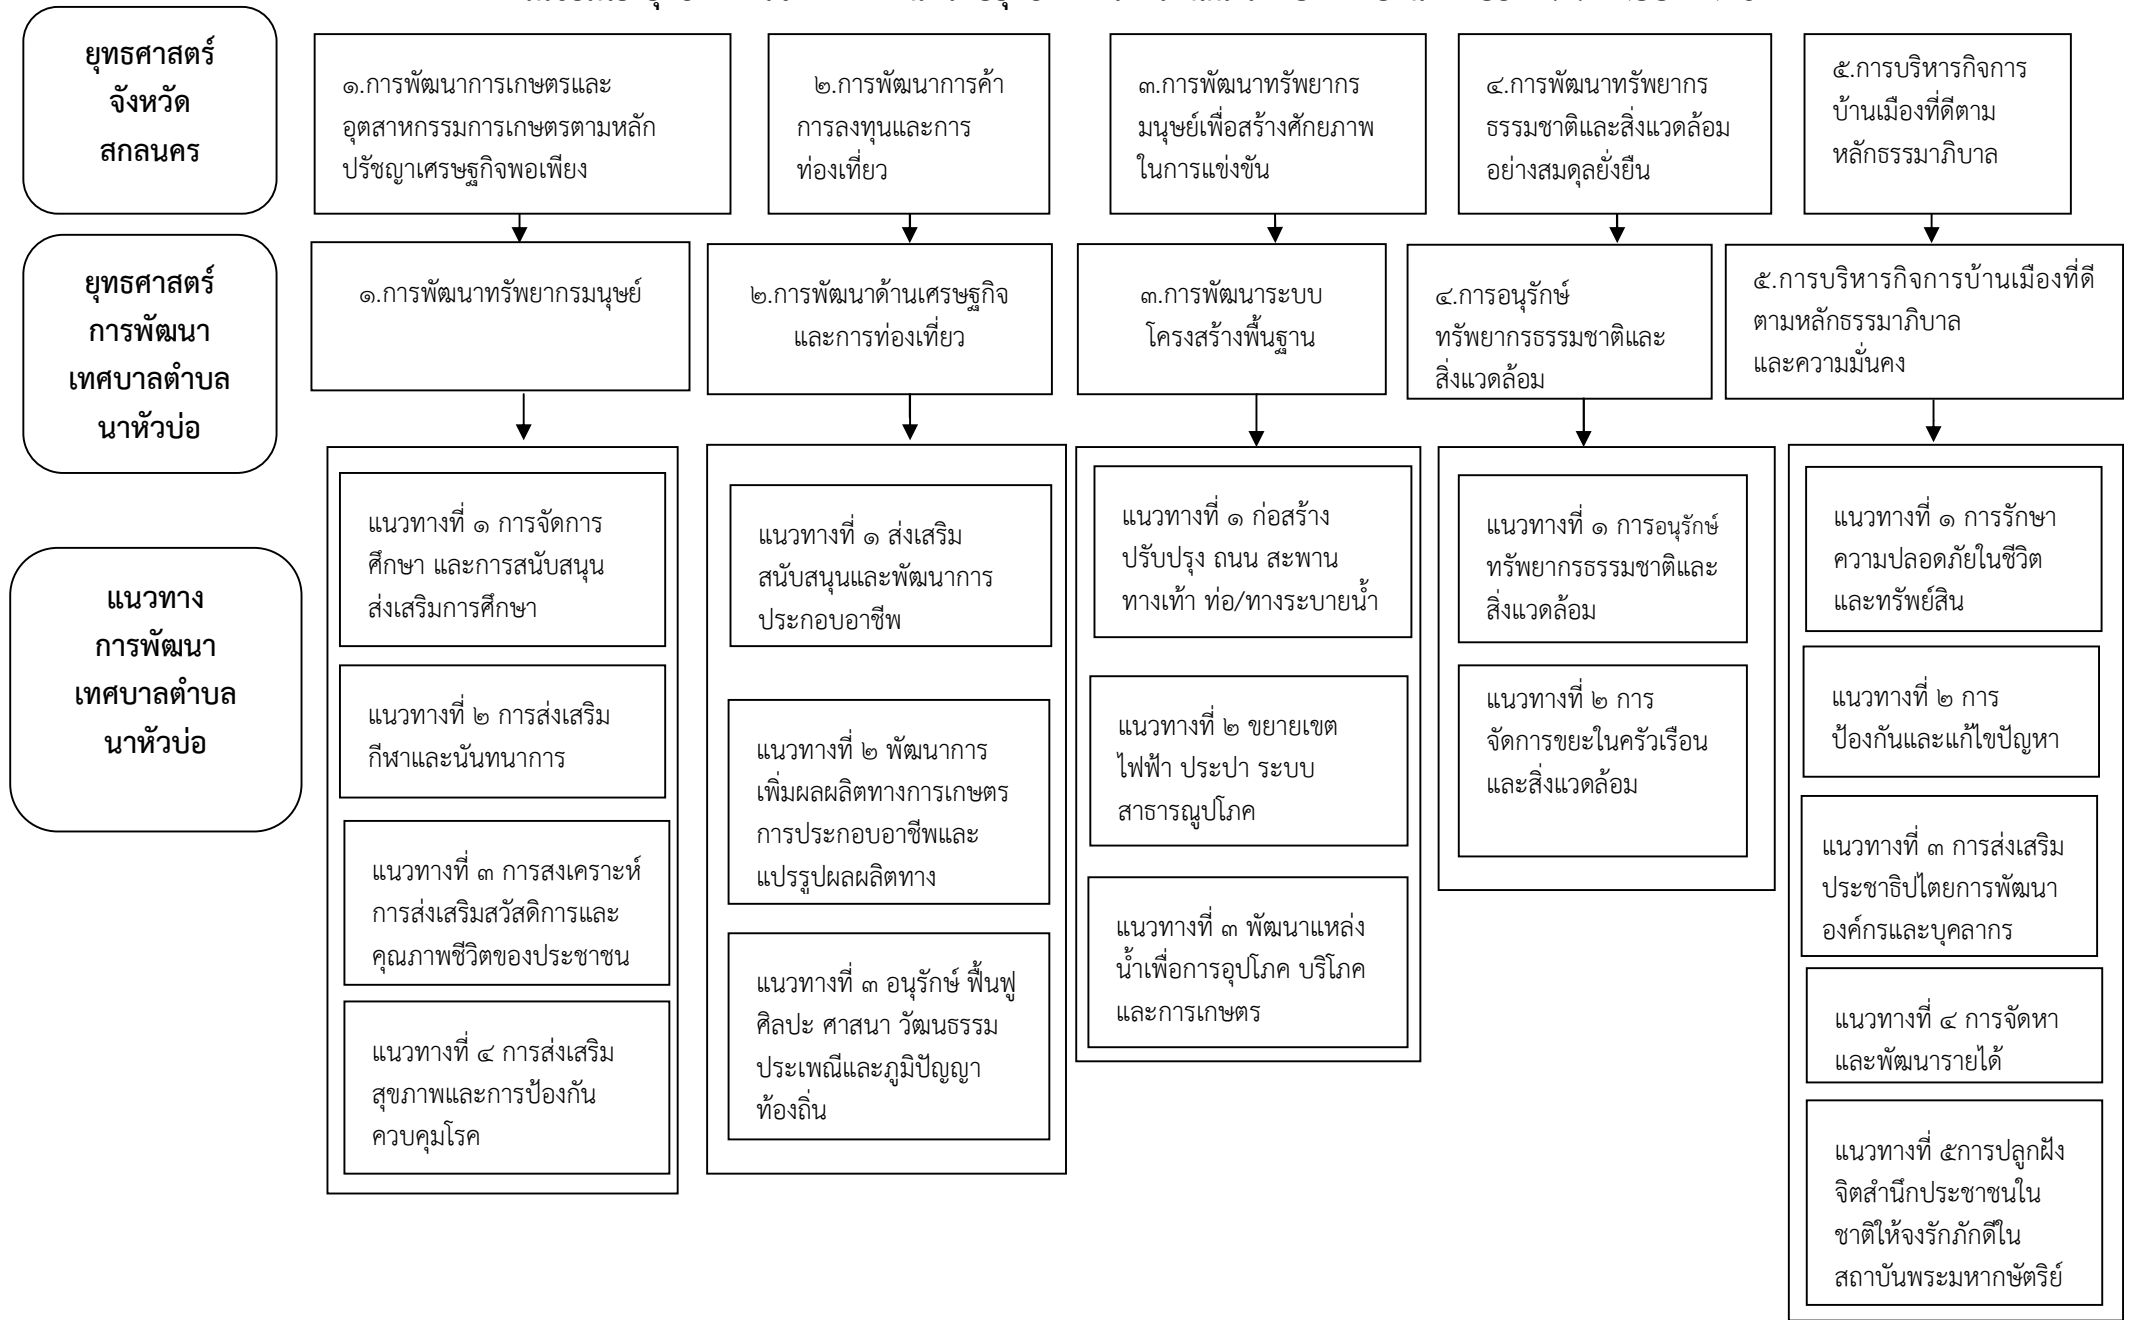 ยุทธศาสตร์
จังหวัด
สกลนคร
๑.การพัฒนาการเกษตรและ
อุตสาหกรรมการเกษตรตามหลัก
ปรัชญาเศรษฐกิจพอเพียง
๒.การพัฒนาการค้า
การลงทุนและการ
ท่องเที่ยว
๓.การพัฒนาทรัพยากร
มนุษย์เพื่อสร้างศักยภาพ
ในการแข่งขัน
๔.การพัฒนาทรัพยากร
ธรรมชาติและสิ่งแวดล้อม
อย่างสมดุลยั่งยืน
๕.การบริหารกิจการ
บ้านเมืองที่ดีตาม
หลักธรรมาภิบาล
ยุทธศาสตร์
การพัฒนา
เทศบาลตำบล
นาหัวบ่อ
๑.การพัฒนาทรัพยากรมนุษย์
๒.การพัฒนาด้านเศรษฐกิจ
และการท่องเที่ยว
๓.การพัฒนาระบบ
โครงสร้างพื้นฐาน
๔.การอนุรักษ์
ทรัพยากรธรรมชาติและ
สิ่งแวดล้อม
๕.การบริหารกิจการบ้านเมืองที่ดี
ตามหลักธรรมาภิบาล
และความมั่นคง
แนวทาง
การพัฒนา
เทศบาลตำบล
นาหัวบ่อ
แนวทางที่ ๑ การจัดการ
ศึกษา และการสนับสนุน
ส่งเสริมการศึกษา
แนวทางที่ ๒ การส่งเสริม
กีฬาและนันทนาการ
แนวทางที่ ๓ การสงเคราะห์
การส่งเสริมสวัสดิการและ
คุณภาพชีวิตของประชาชน
แนวทางที่ ๔ การส่งเสริม
สุขภาพและการป้องกัน
ควบคุมโรค
แนวทางที่ ๑ ส่งเสริม
สนับสนุนและพัฒนาการ
ประกอบอาชีพ
แนวทางที่ ๒ พัฒนาการ
เพิ่มผลผลิตทางการเกษตร
การประกอบอาชีพและ
แปรรูปผลผลิตทาง
แนวทางที่ ๓ อนุรักษ์ ฟื้นฟู
ศิลปะ ศาสนา วัฒนธรรม
ประเพณีและภูมิปัญญา
ท้องถิ่น
แนวทางที่ ๑ ก่อสร้าง
ปรับปรุง ถนน สะพาน
ทางเท้า ท่อ/ทางระบายน้ำ
แนวทางที่ ๒ ขยายเขต
ไฟฟ้า ประปา ระบบ
สาธารณูปโภค
แนวทางที่ ๓ พัฒนาแหล่ง
น้ำเพื่อการอุปโภค บริโภค
และการเกษตร
แนวทางที่ ๑ การอนุรักษ์
ทรัพยากรธรรมชาติและ
สิ่งแวดล้อม
แนวทางที่ ๒ การ
จัดการขยะในครัวเรือน
และสิ่งแวดล้อม
แนวทางที่ ๑ การรักษา
ความปลอดภัยในชีวิต
และทรัพย์สิน
แนวทางที่ ๒ การ
ป้องกันและแก้ไขปัญหา
แนวทางที่ ๓ การส่งเสริม
ประชาธิปไตยการพัฒนา
องค์กรและบุคลากร
แนวทางที่ ๔ การจัดหา
และพัฒนารายได้
แนวทางที่ ๕การปลูกฝัง
จิตสำนึกประชาชนใน
ชาติให้จงรักภักดีใน
สถาบันพระมหากษัตริย์